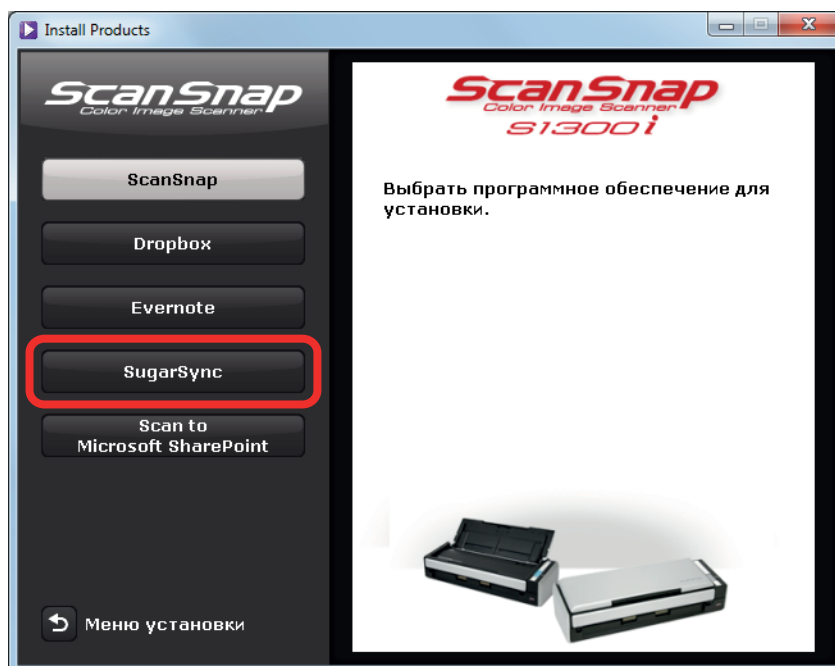 Install Products
ScanSnap
Color Image Scanner
ScanSnap
Dropbox
Evernote
SugarSync
Scan to
Microsoft SharePoint
Меню установки
ScanSnap
Color Image Scanner
S1300i
Выбрать программное обеспечение для
установки.